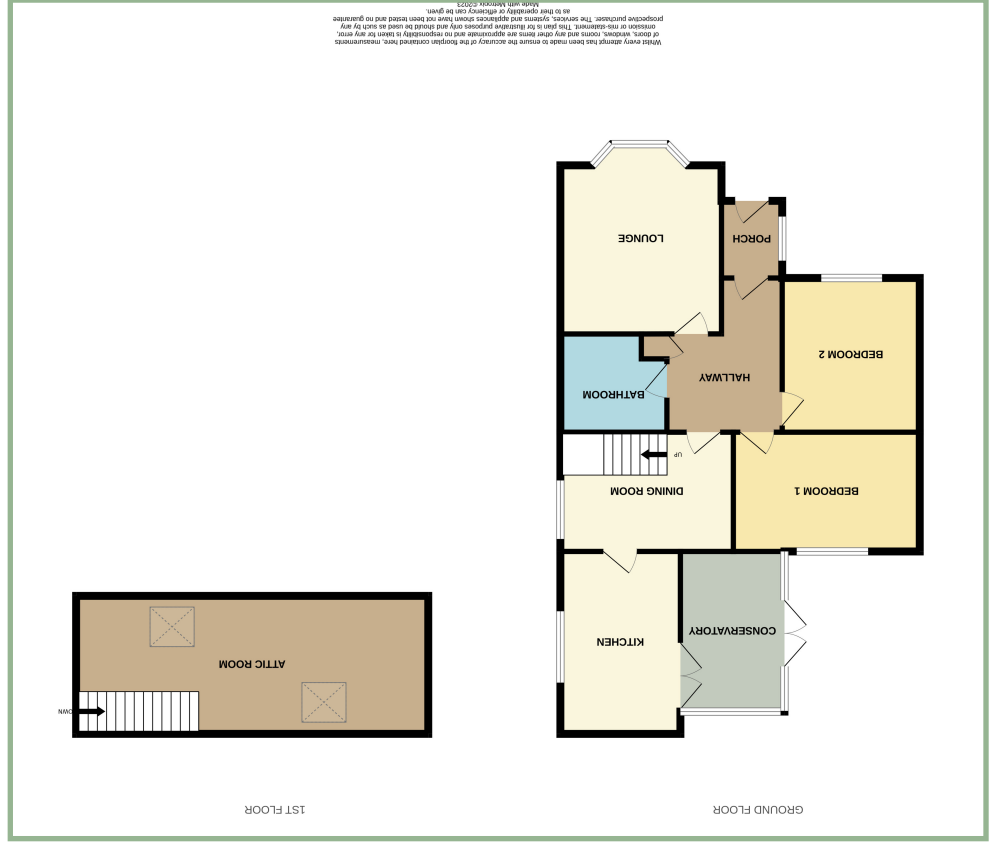 GROUND FLOOR
1ST FLOOR
KITCHEN
CONSERVATORY
DINING ROOM
UP
BEDROOM 1
BATHROOM
HALLWAY
BEDROOM 2
LOUNGE
PORCH
ATTIC ROOM
OWN
Whilst every attempt has been made to ensure the accuracy of the floorplan contained here, measurements
of doors, windows, rooms and any other items are approximate and no responsibility is taken for any error,
omission or mis-statement. This plan is for illustrative purposes only and should be used as such by any
prospective purchaser. The services, systems and appliances shown have not been tested and no guarantee
as to their operability or efficiency can be given.
Made with Metropix ©2023